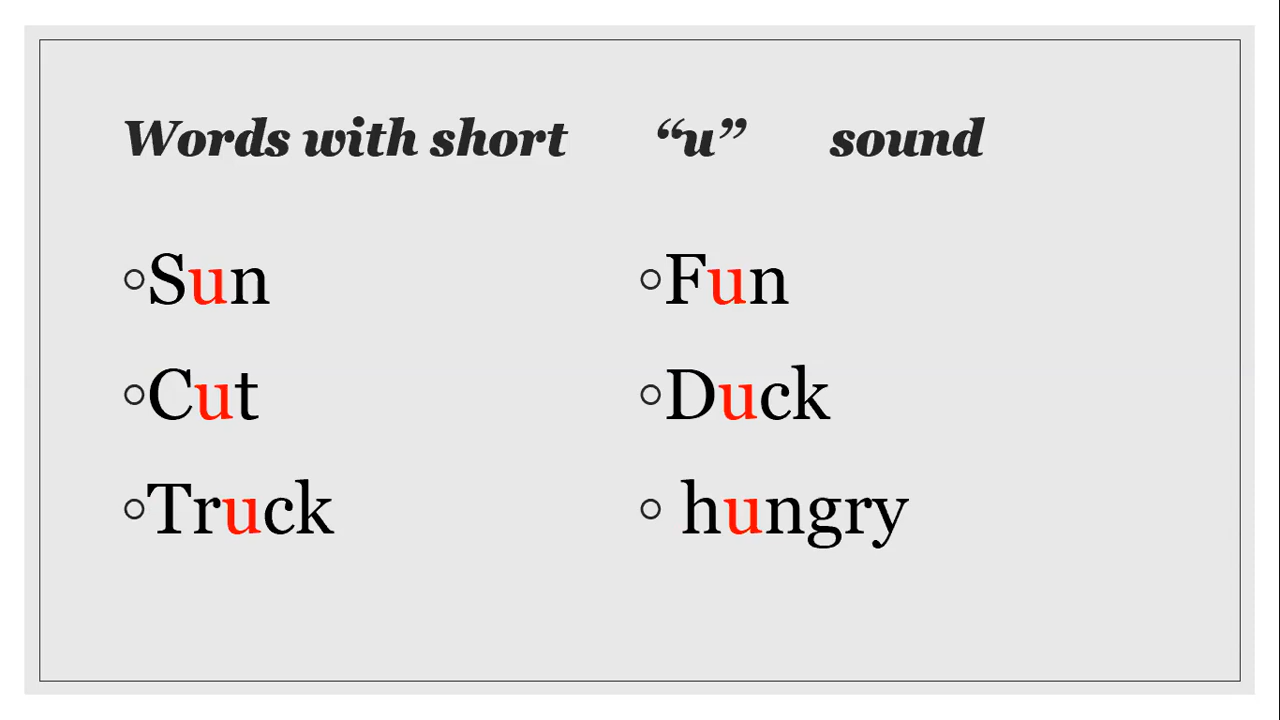 Words with short “u” sound
Sun
Cut
Truck
Fun
Duck
hungry